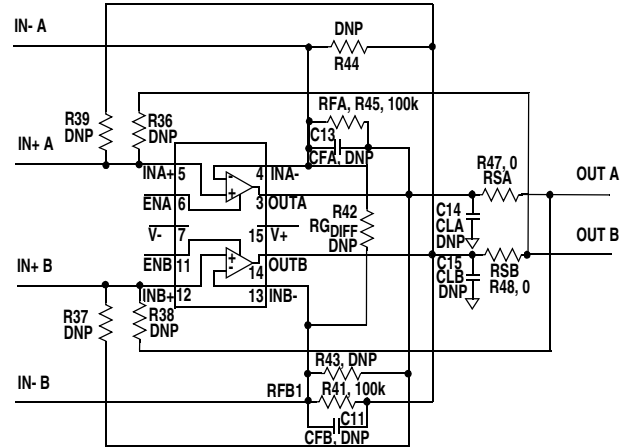 IN- A
DNP
R44
R39
DNP
R36
DNP
RFA, R45, 100k
C13
CFA, DNP
IN+ A
INA+ 5
4 INA-
ENA 6
3 OUTA
R47, 0
RSA
OUT A
R42
RG DIFF
DNP
C14
CLA
DNP
V- 7
15 V+
OUT B
ENB 11
14 OUTB
C15
CLB
DNP
RSB
R48, 0
IN+ B
INB+ 12
13 INB-
R37
DNP
R38
DNP
R43, DNP
IN- B
RFB1
R41, 100k
C11
CFB, DNP